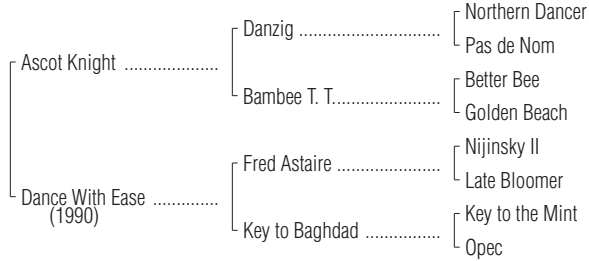 Northern Dancer
Danzig ..............................
Pas de Nom
Ascot Knight ....................
Better Bee
Bambee T. T.......................
Golden Beach
Nijinsky II
Fred Astaire ......................
Late Bloomer
Dance With Ease ..............
(1990)
Key to the Mint
Key to Baghdad ................
Opec